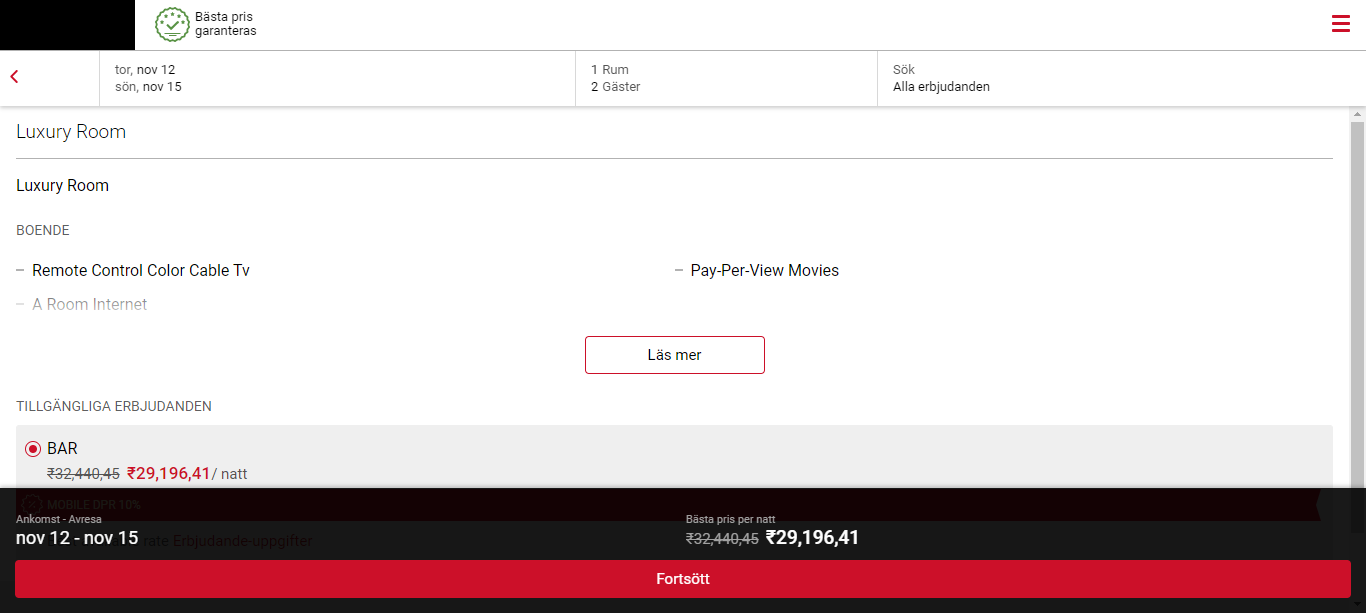 Bästa pris
garanteras
tor, nov 12
sön, nov 15
1 Rum
2 Gäster
Sök
Alla erbjudanden
Luxury Room
Luxury Room
BOENDE
Remote Control Color Cable Tv
Pay-Per-View Movies
A Room Internet
Läs mer
TILLGÄNGLIGA ERBJUDANDEN
BAR
₹32,440,45 ₹29,196,41/ natt
MOBILE DPR 10%
rate Erbjudande-uppgifter
Ankomst - Avresa
nov 12 - nov 15
Bästa pris per natt
₹32,440,45 ₹29,196,41
Fortsött